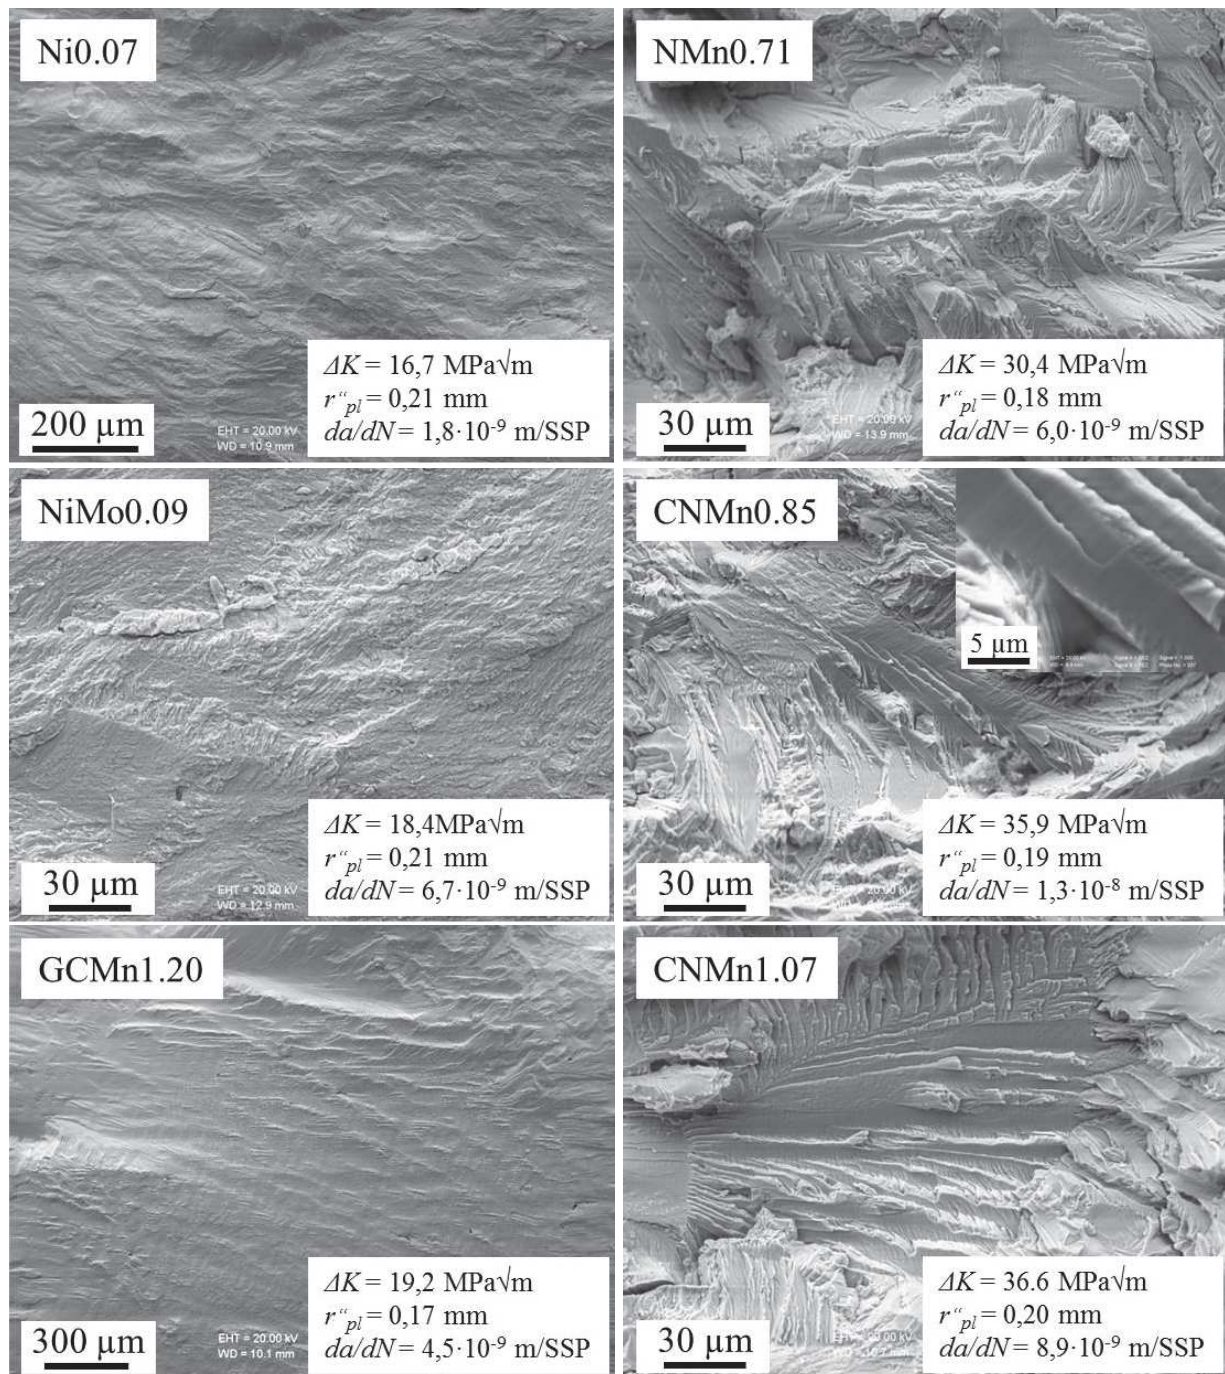 Ni0.07
ΔK = 16,7 MPa√m
r“pl = 0,21 mm
da/dN = 1,8·10-9 m/SSP
200 µm
EHT = 20.00 kV
WD = 10.9 mm
NMn0.71
ΔK = 30,4 MPa√m
r“pl = 0,18 mm
da/dN = 6,0·10-9 m/SSP
30 µm
EHT = 20.00 kV
WD = 13.9 mm
NiMo0.09
ΔK = 18,4MPa√m
r“pl = 0,21 mm
da/dN = 6,7·10-9 m/SSP
30 µm
EHT = 20.00 kV
WD = 12.9 mm
CNMn0.85
5 µm
ΔK = 35,9 MPa√m
r“pl = 0,19 mm
da/dN = 1,3·10-8 m/SSP
30 µm
GCMn1.20
ΔK = 19,2 MPa√m
r“pl = 0,17 mm
da/dN = 4,5·10-9 m/SSP
300 µm
EHT = 20.00 kV
WD = 10.1 mm
CNMn1.07
ΔK = 36.6 MPa√m
r“pl = 0,20 mm
da/dN = 8,9·10-9 m/SSP
30 µm